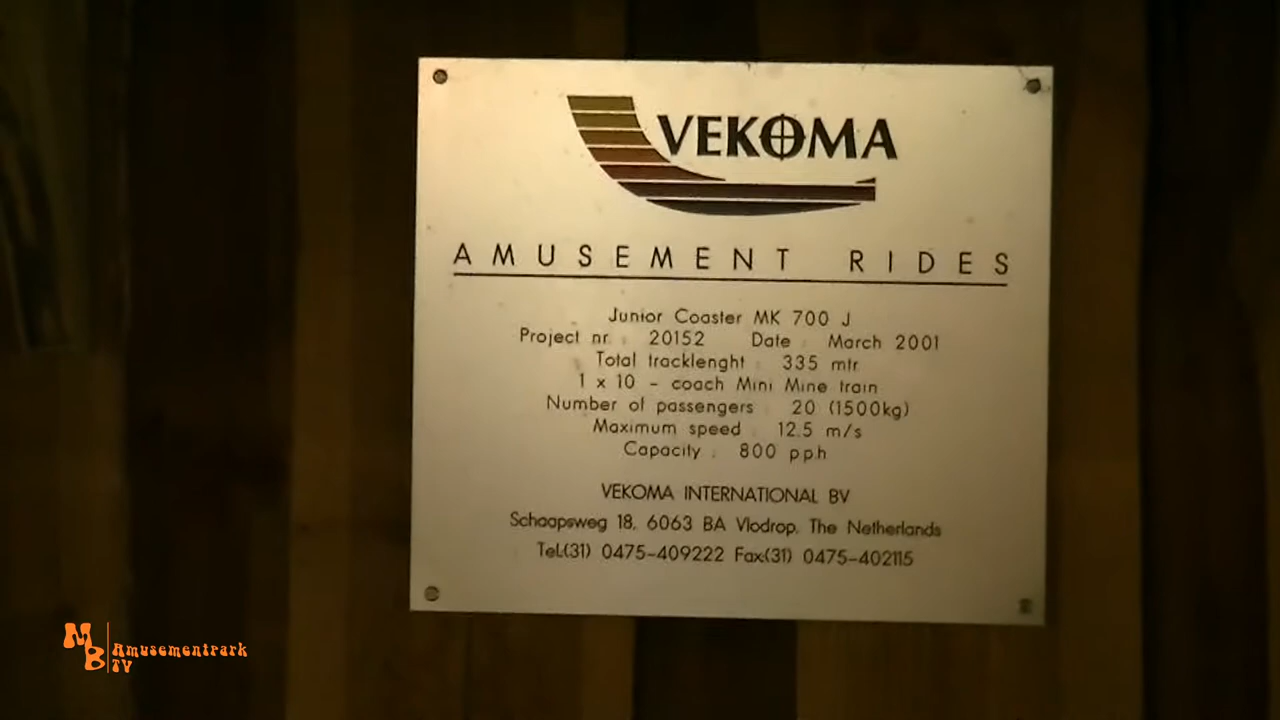 VEKOMA
AMUSEMENT RIDES
Junior Coaster MK 700 J
Project nr : 20152 Date : March 2001
Total tracklenght : 335 mtr
1 x 10 - coach Mini Mine train
Number of passengers : 20 (1500kg)
Maximum speed : 12.5 m/s
Capacity : 800 p.p.h
VEKOMA INTERNATIONAL BV
Schaapsweg 18, 6063 BA Vlodrop, The Netherlands
Tel.(31) 0475-409222 Fax.(31) 0475-402115
MB Amusementpark
TV